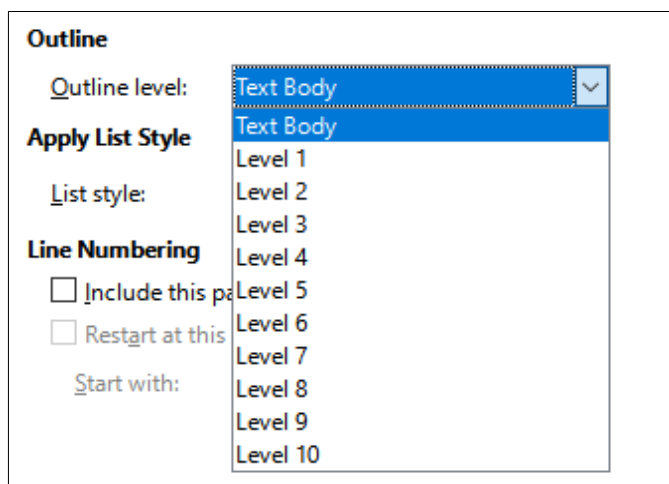 Outline
Outline level: Text Body
Text Body
Apply List Style
Level 1
Level 2
List style:
Level 3
Line Numbering
Level 4
Include this pa
Level 5
Level 6
Restart at this
Level 7
Start with:
Level 8
Level 9
Level 10